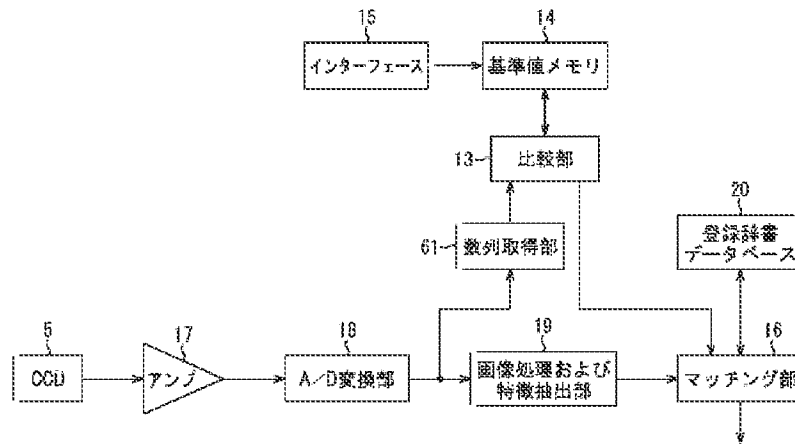 15
14
インターフェース
基準値メモリ
13
比較部
20
61
数列取得部
登録辞書
データベース
5
17
18
19
16
CCD
アンプ
A/D変換部
画像処理および
特徴抽出部
マッチング部